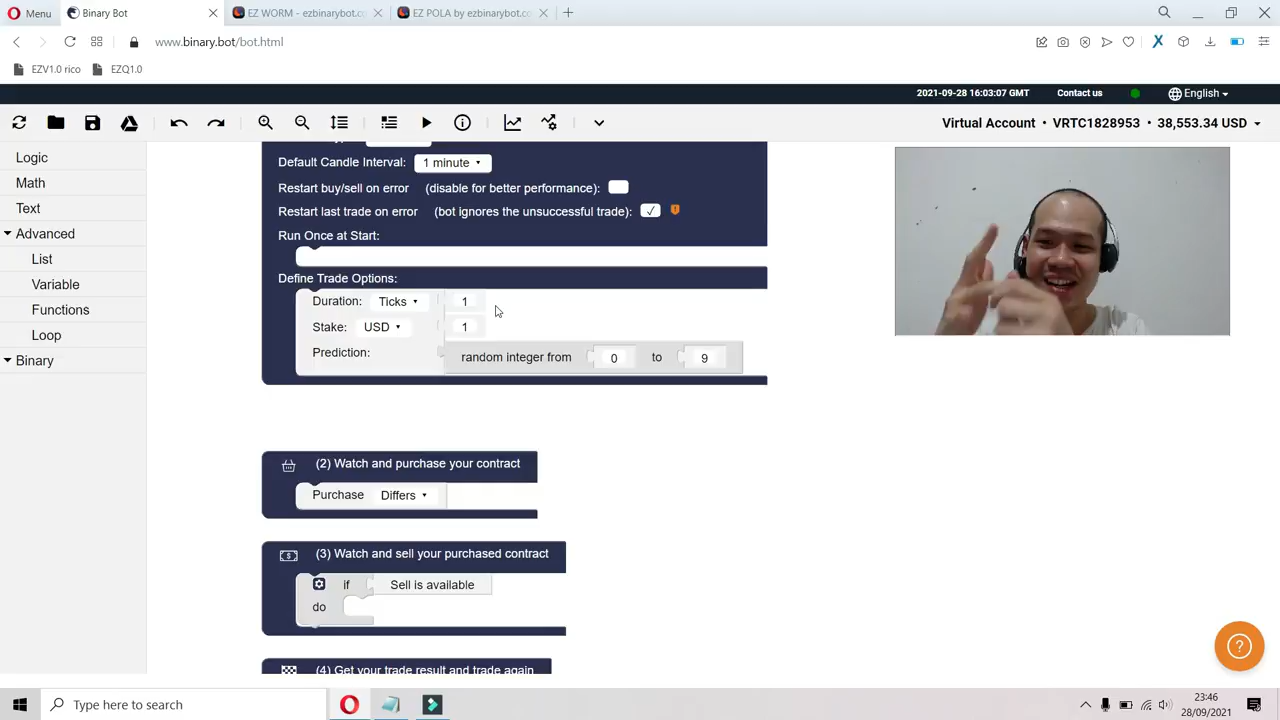 Menu
Binary Bot
EZ WORM - ezbinarybot.co
EZ POLA by ezbinarybot.co
www.binary.bot/bot.html
EZV1.0 rico
EZQ1.0
2021-09-28 16:03:07 GMT
Contact us
English
Virtual Account • VRTC1828953 • 38,553.34 USD
Logic
Math
Text
Advanced
List
Variable
Functions
Loop
Binary
Default Candle Interval: 1 minute
Restart buy/sell on error (disable for better performance):
Restart last trade on error (bot ignores the unsuccessful trade): ✓
Run Once at Start:
Define Trade Options:
Duration: Ticks 1
Stake: USD 1
Prediction: random integer from 0 to 9
(2) Watch and purchase your contract
Purchase Differs
(3) Watch and sell your purchased contract
if Sell is available
do
(4) Get your trade result and trade again
Type here to search
23:46
28/09/2021